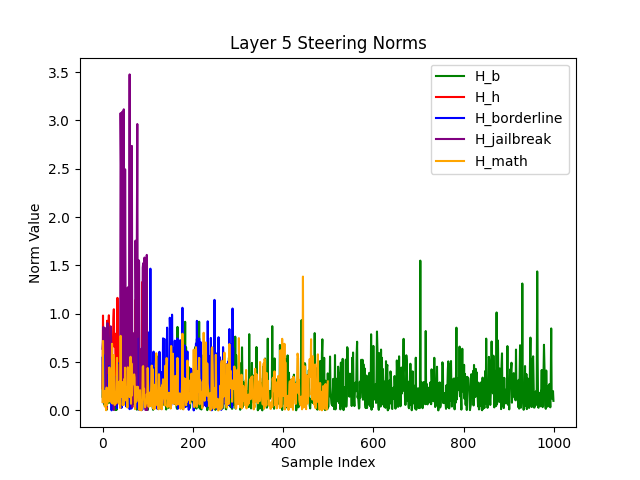 Layer 5 Steering Norms
H_b
H_h
H_borderline
H_jailbreak
H_math
Norm Value
3.5
3.0
2.5
2.0
1.5
1.0
0.5
0.0
0
200
400
600
800
1000
Sample Index